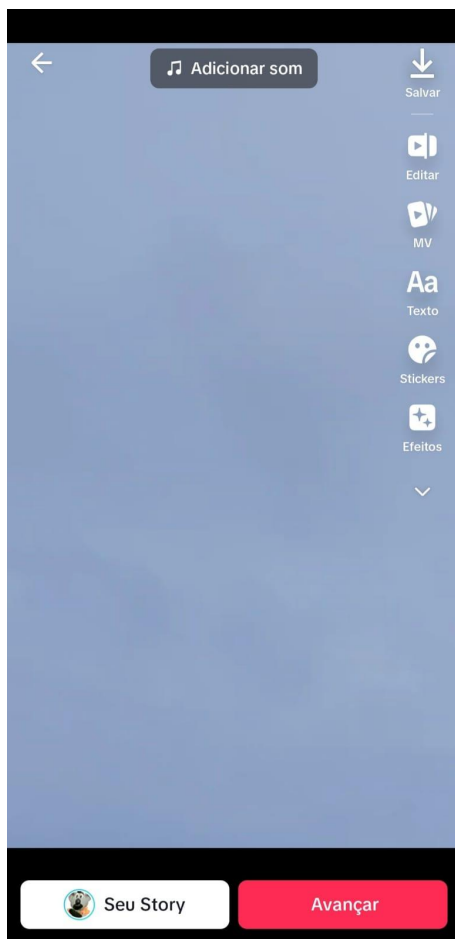 Adicionar som
Salvar
Editar
MV
Aa
Texto
Stickers
Efeitos
Seu Story
Avançar